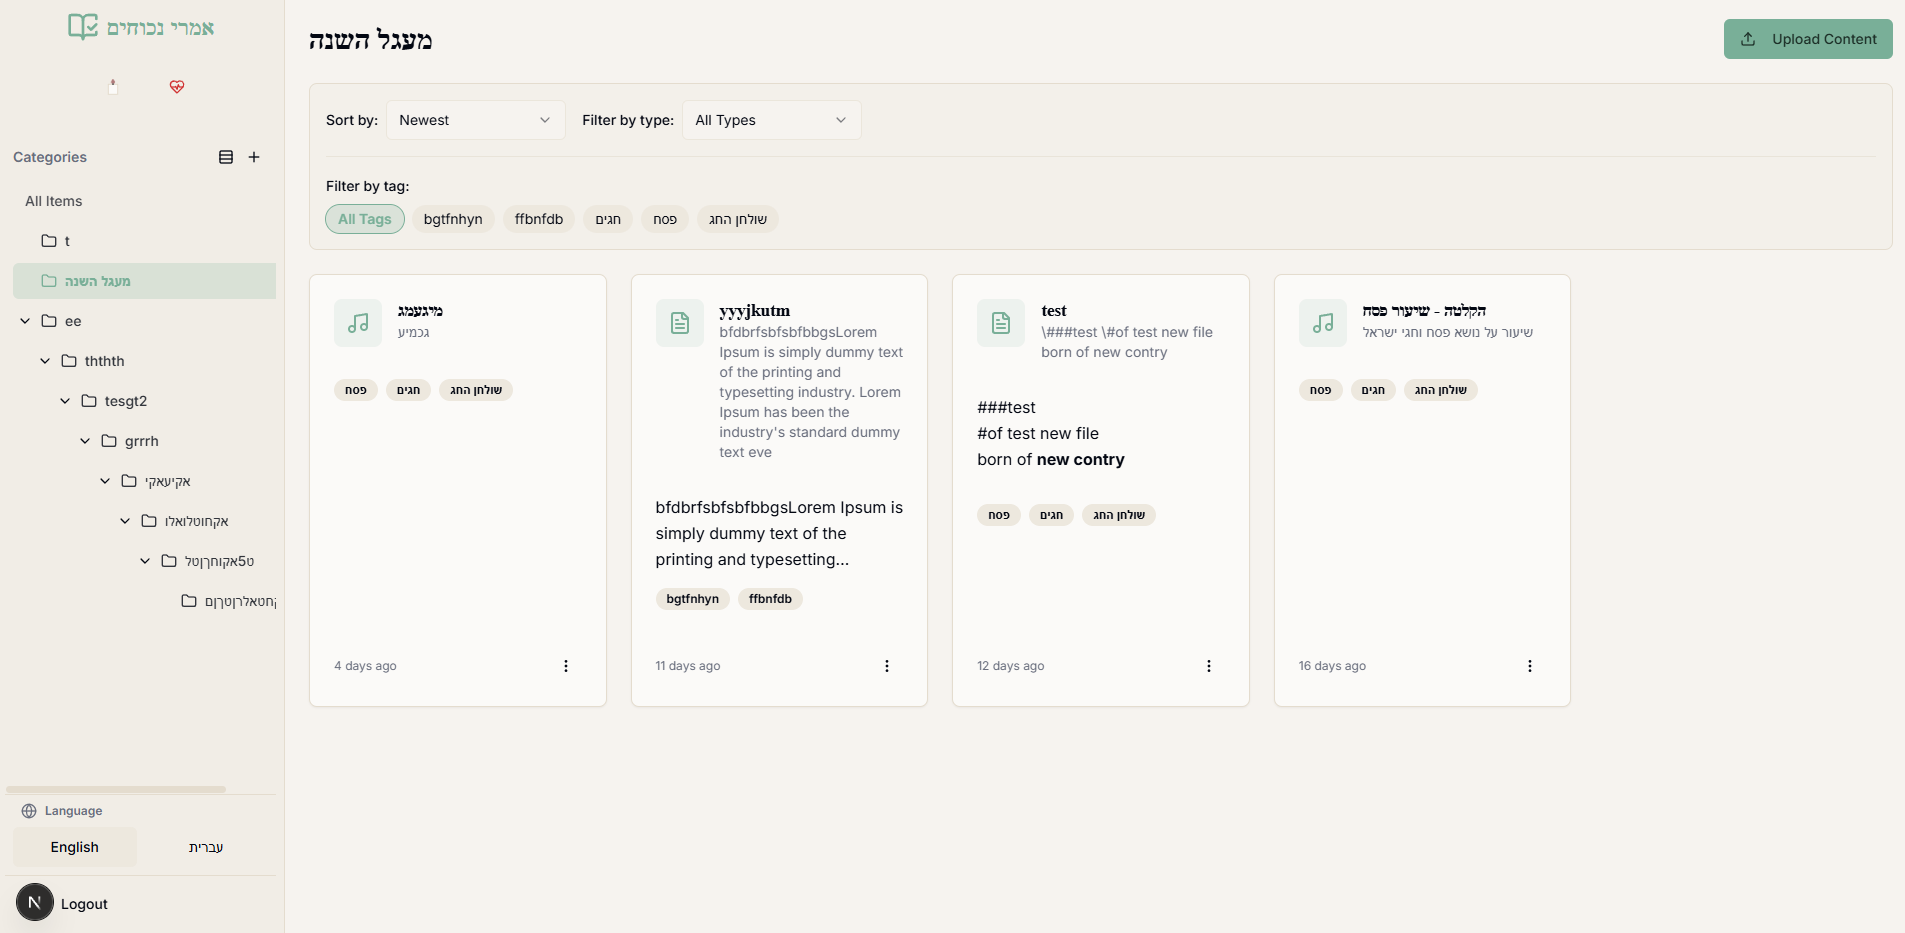 אמרי נכוחים
Categories
All Items
t
מעגל השנה
ee
ththth
tesgt2
grrrh
אקיעאקי
אקחוטלואלו
ט5אקוחךןטל
Language
English
עברית
Logout
מעגל השנה
Upload Content
Sort by:
Newest
Filter by type:
All Types
Filter by tag:
All Tags
bgtfnhyn
ffbnfdb
חגים
פסח
שולחן החג
מיגעמג
גכמיע
פסח
חגים
שולחן החג
4 days ago
yyyjkutm
bfdbrfsbfsbfbbgsLorem
Ipsum is simply dummy text
of the printing and
typesetting industry. Lorem
Ipsum has been the
industry's standard dummy
text eve
bfdbrfsbfsbfbbgsLorem Ipsum is
simply dummy text of the
printing and typesetting...
bgtfnhyn
ffbnfdb
11 days ago
test
\###test \#of test new file
born of new contry
###test
#of test new file
born of new contry
פסח
חגים
שולחן החג
12 days ago
הקלטה - שיעור פסח
שיעור על נושא פסח וחגי ישראל
פסח
חגים
שולחן החג
16 days ago